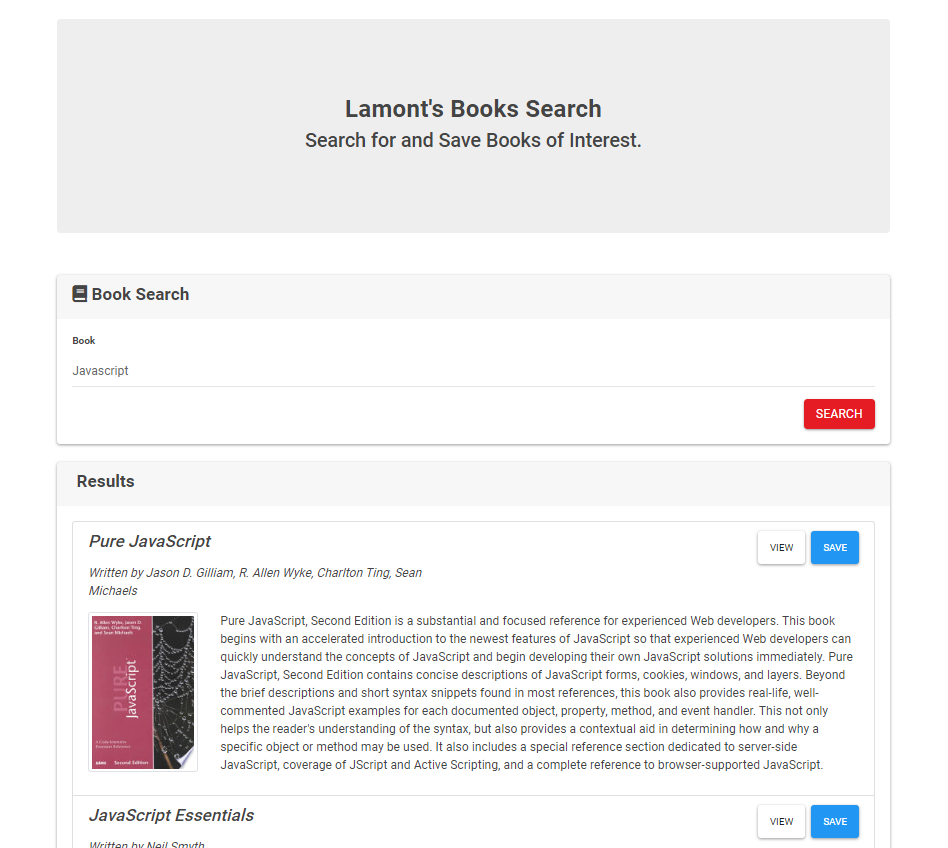 Lamont's Books Search
Search for and Save Books of Interest.
Book Search
Book
Javascript
SEARCH
Results
Pure JavaScript
VIEW
SAVE
Written by Jason D. Gilliam, R. Allen Wyke, Charlton Ting, Sean
Michaels
R. Allen Wyke, Jason D.
Gilliam, Charlton Ting,
and Sean Michaels
PURE
JavaScript
A Code-Intensive
Premium Reference
SAMS
Second Edition
Pure JavaScript, Second Edition is a substantial and focused reference for experienced Web developers. This book
begins with an accelerated introduction to the newest features of JavaScript so that experienced Web developers can
quickly understand the concepts of JavaScript and begin developing their own JavaScript solutions immediately. Pure
JavaScript, Second Edition contains concise descriptions of JavaScript forms, cookies, windows, and layers. Beyond
the brief descriptions and short syntax snippets found in most references, this book also provides real-life, well-
commented JavaScript examples for each documented object, property, method, and event handler. This not only
helps the reader's understanding of the syntax, but also provides a contextual aid in determining how and why a
specific object or method may be used. It also includes a special reference section dedicated to server-side
JavaScript, coverage of JScript and Active Scripting, and a complete reference to browser-supported JavaScript.
JavaScript Essentials
VIEW
SAVE
Written by Neil Smyth